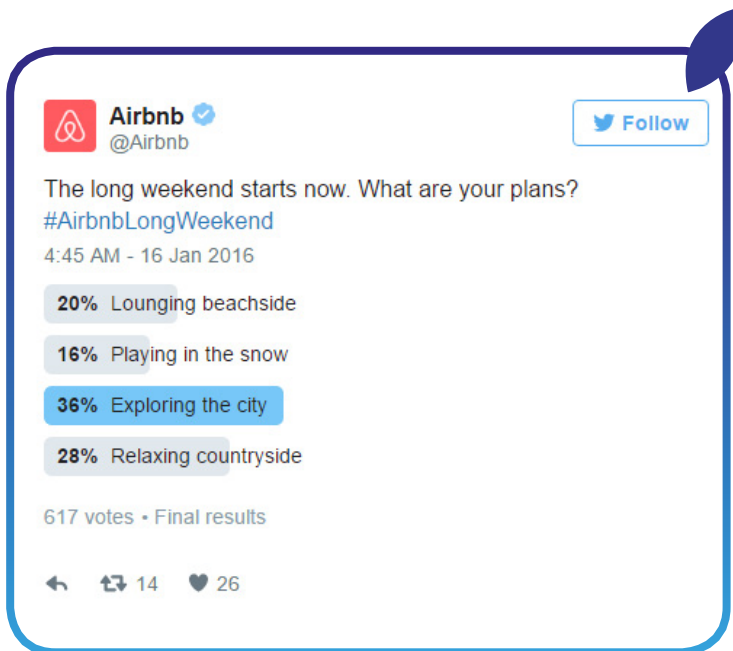 Airbnb
@Airbnb
Follow
The long weekend starts now. What are your plans?
#AirbnbLongWeekend
4:45 AM - 16 Jan 2016
20% Lounging beachside
16% Playing in the snow
36% Exploring the city
28% Relaxing countryside
617 votes • Final results
14 26